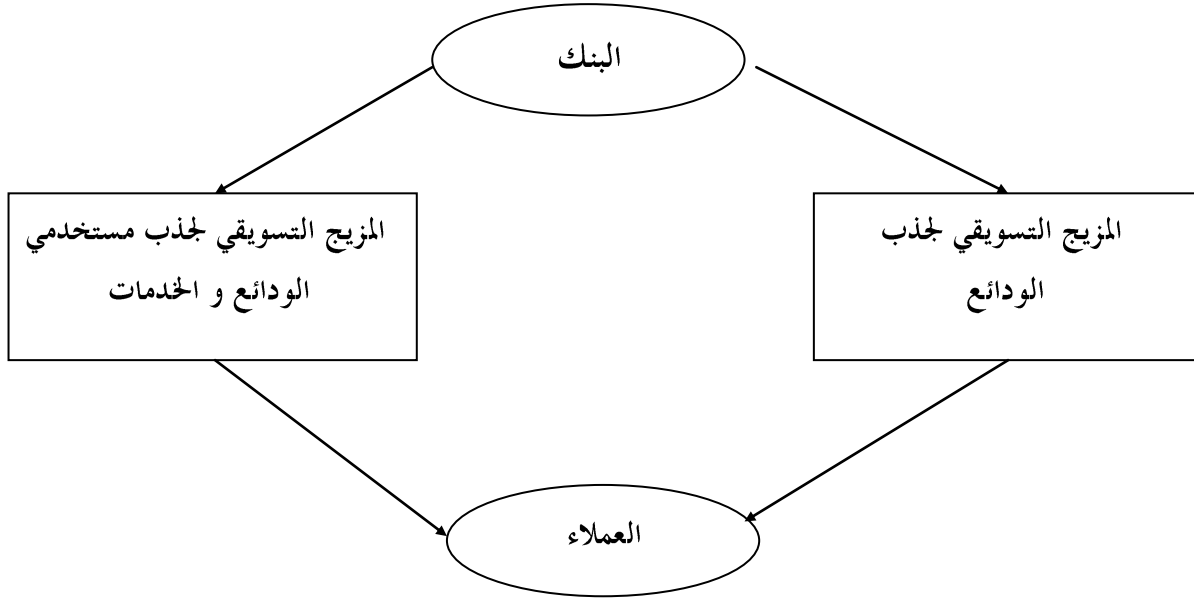 البنك
المزيج التسويقي لجذب
الودائع
المزيج التسويقي لجذب مستخدمي
الودائع و الخدمات
العملاء